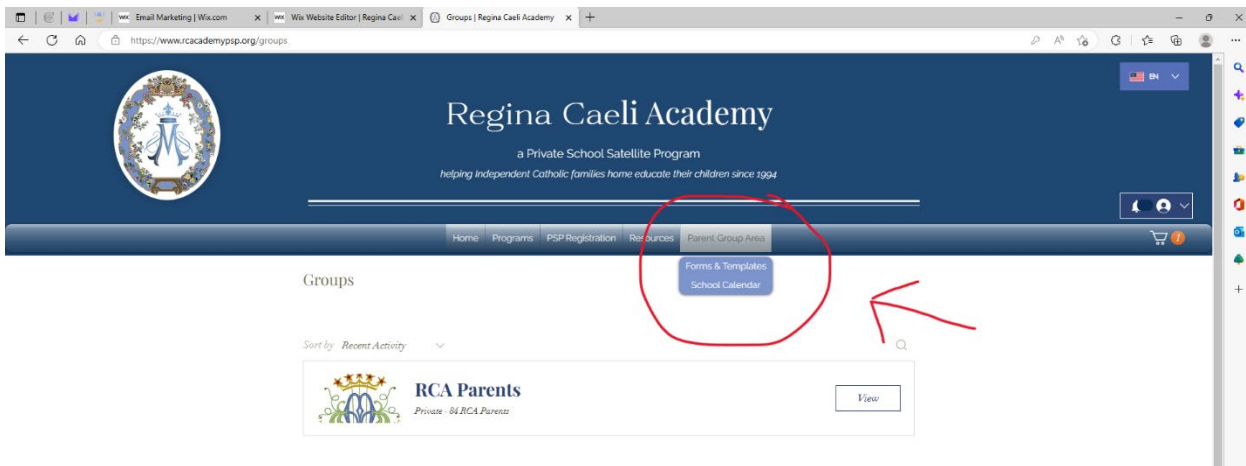 Email Marketing | Wix.com
Wix Website Editor | Regina Cael
Groups | Regina Caeli Academy
https://www.rcacademypsp.org/groups
EN
Regina Caeli Academy
a Private School Satellite Program
helping Independent Catholic families home educate their children since 1994
Home Programs PSP Registration Resources Parent Group Area
1
Forms & Templates
School Calendar
Groups
Sort by Recent Activity
RCA Parents
Private · 84 RCA Parents
View